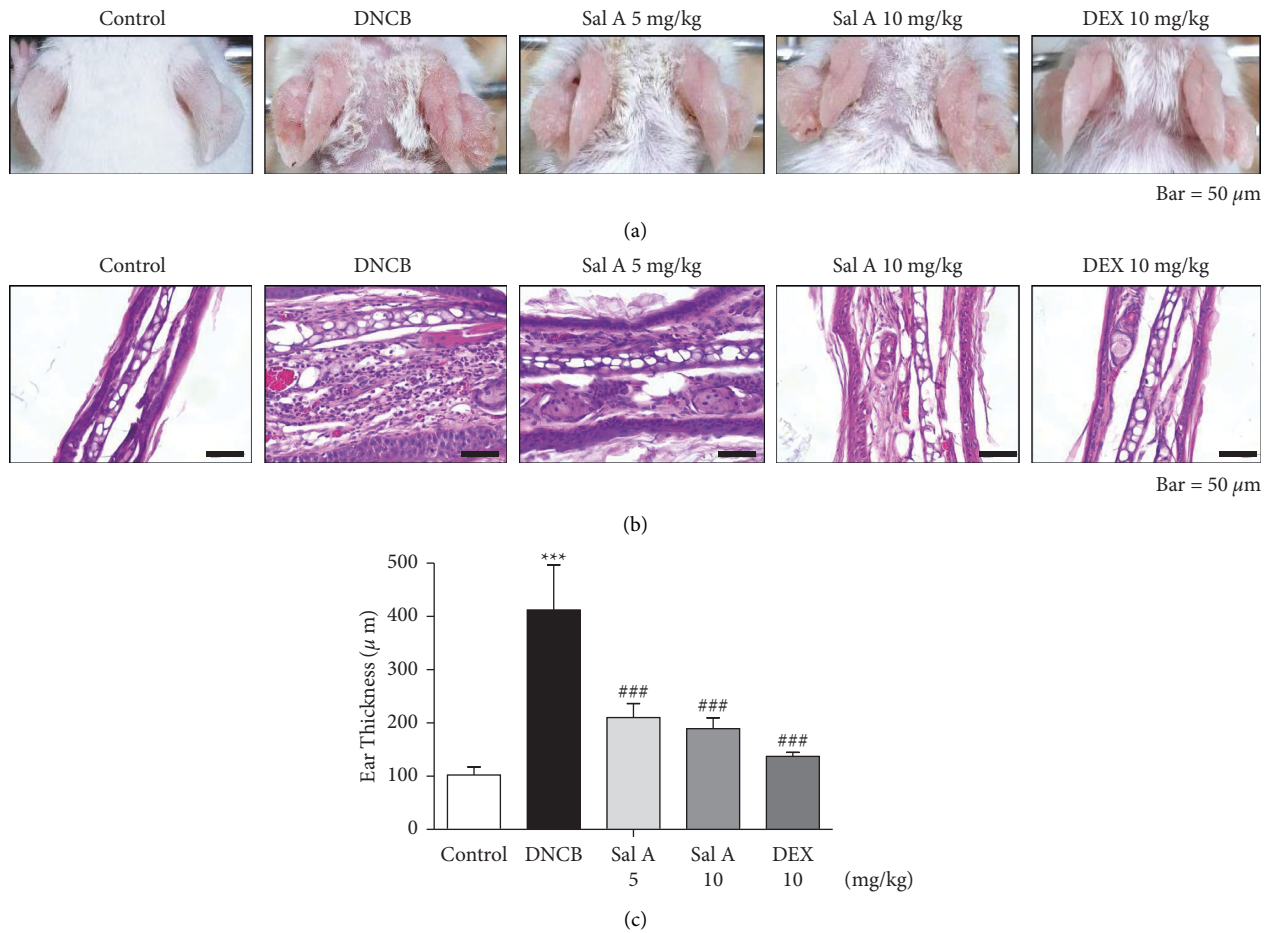 Control DNCB Sal A 5 mg/kg Sal A 10 mg/kg DEX 10 mg/kg
Bar = 50 µm
(a)
Control DNCB Sal A 5 mg/kg Sal A 10 mg/kg DEX 10 mg/kg
Bar = 50 µm
(b)
Ear Thickness (µ m)
500
400
300
200
100
0
***
###
###
###
Control DNCB Sal A Sal A DEX
5 10 10 (mg/kg)
(c)